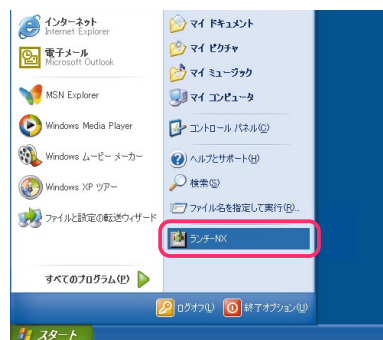 インターネット
Internet Explorer
電子メール
Microsoft Outlook
MSN Explorer
Windows Media Player
Windows ムービー メーカー
Windows XP ツアー
ファイルと設定の転送ウィザード
すべてのプログラム(P)
マイ ドキュメント
マイ ピクチャ
マイ ミュージック
マイ コンピュータ
コントロール パネル(C)
ヘルプとサポート(H)
検索(S)
ファイル名を指定して実行(R)...
ランチ-NX
ログオフ(L)
終了オプション(U)
スタート